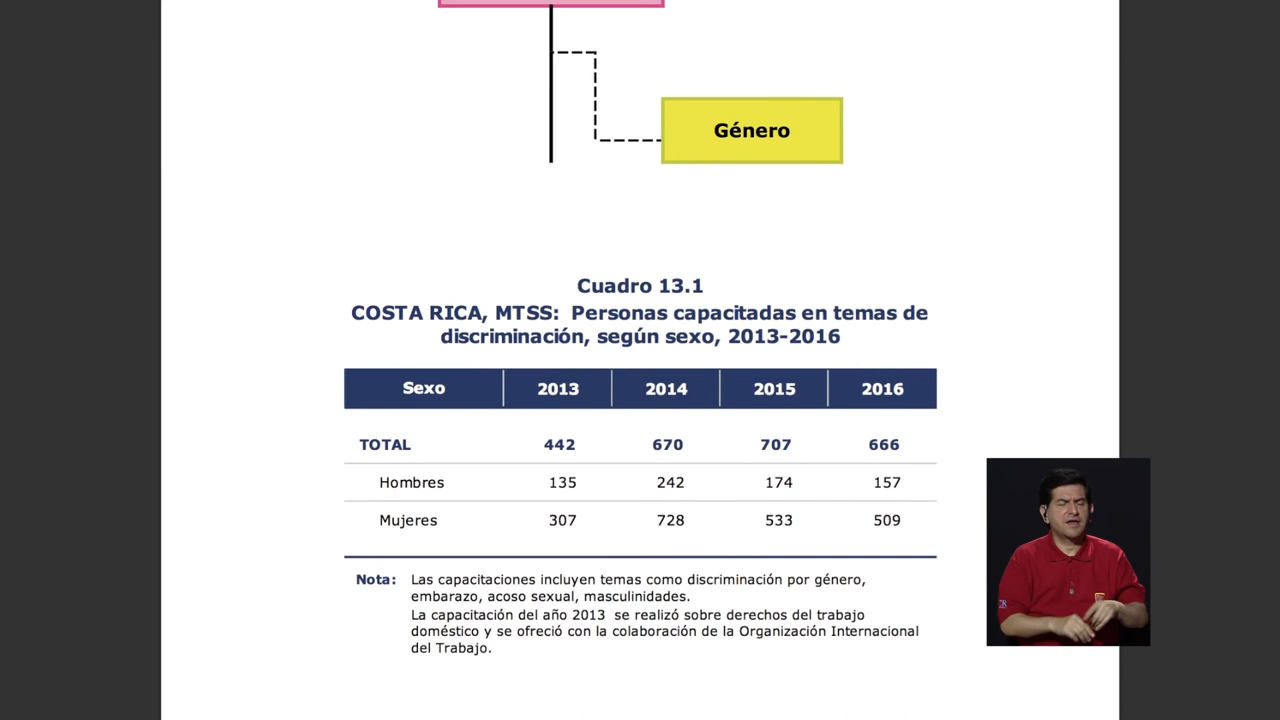 Género
Cuadro 13.1
COSTA RICA, MTSS: Personas capacitadas en temas de
discriminación, según sexo, 2013-2016
Sexo 2013 2014 2015 2016
TOTAL 442 670 707 666
Hombres 135 242 174 157
Mujeres 307 728 533 509
Nota: Las capacitaciones incluyen temas como discriminación por género,
embarazo, acoso sexual, masculinidades.
La capacitación del año 2013 se realizó sobre derechos del trabajo
doméstico y se ofreció con la colaboración de la Organización Internacional
del Trabajo.